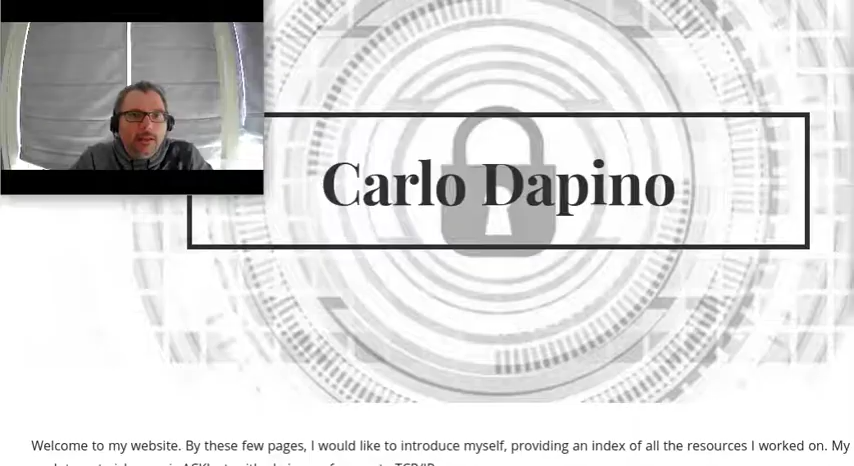 Carlo Dapino
Welcome to my website. By these few pages, I would like to introduce myself, providing an index of all the resources I worked on. My